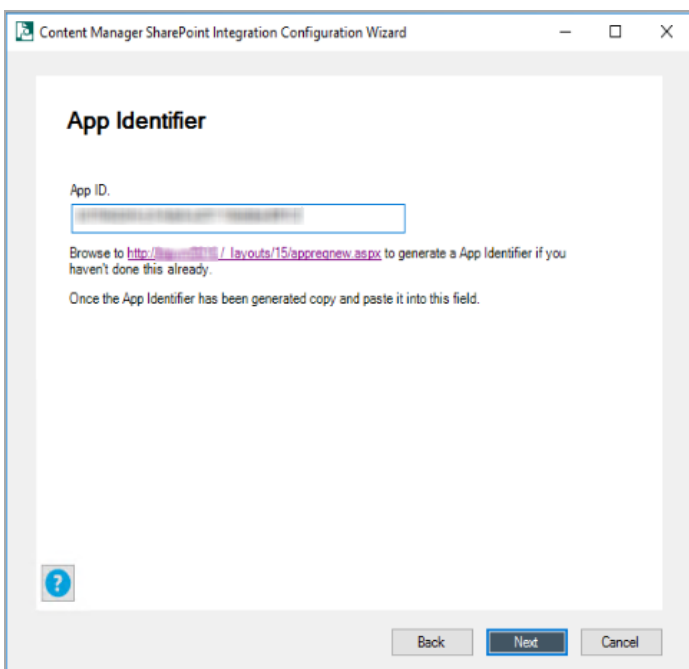 Content Manager SharePoint Integration Configuration Wizard
App Identifier
App ID.
Browse to http:// /_layouts/15/appregnew.aspx to generate a App Identifier if you
haven't done this already.
Once the App Identifier has been generated copy and paste it into this field.
?
Back Next Cancel